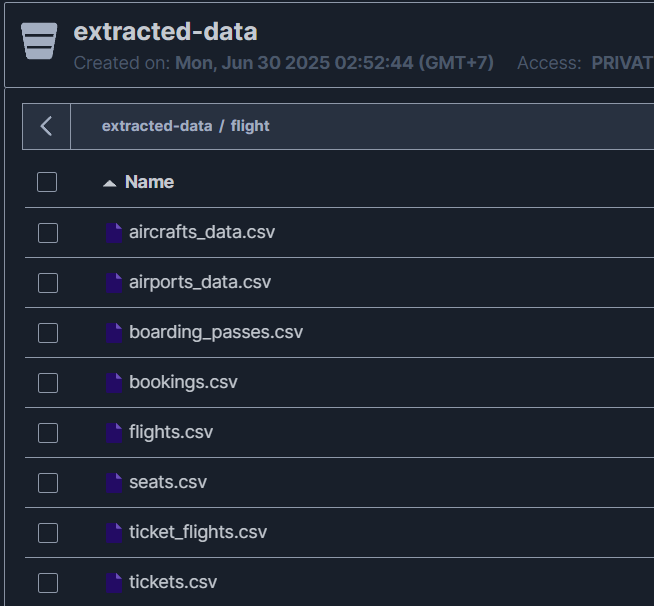 extracted-data
Created on: Mon, Jun 30 2025 02:52:44 (GMT+7) Access: PRIVAT
extracted-data / flight
Name
aircrafts_data.csv
airports_data.csv
boarding_passes.csv
bookings.csv
flights.csv
seats.csv
ticket_flights.csv
tickets.csv